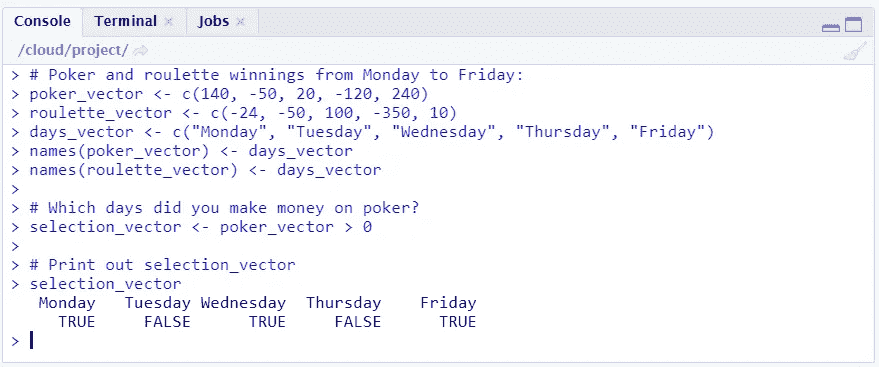 Console Terminal Jobs
/cloud/project/
> # Poker and roulette winnings from Monday to Friday:
> poker_vector <- c(140, -50, 20, -120, 240)
> roulette_vector <- c(-24, -50, 100, -350, 10)
> days_vector <- c("Monday", "Tuesday", "Wednesday", "Thursday", "Friday")
> names(poker_vector) <- days_vector
> names(roulette_vector) <- days_vector
>
> # Which days did you make money on poker?
> selection_vector <- poker_vector > 0
>
> # Print out selection_vector
> selection_vector
   Monday   Tuesday Wednesday  Thursday    Friday
     TRUE     FALSE      TRUE     FALSE      TRUE
>